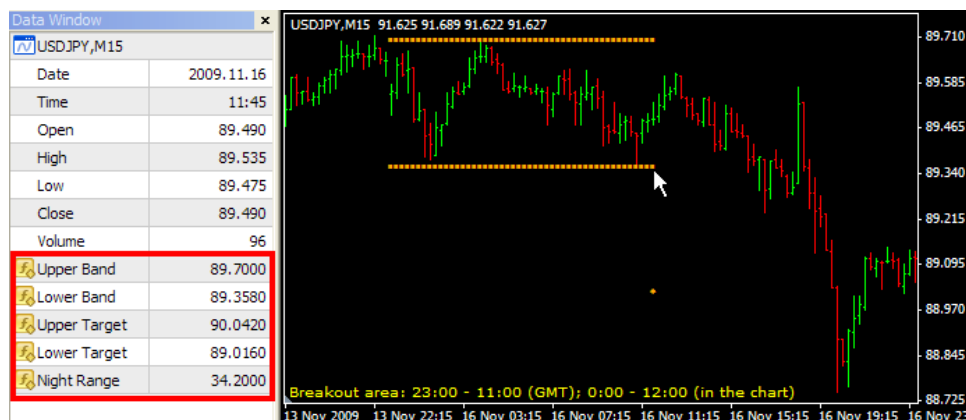 Data Window
USDJPY,M15
Date 2009.11.16
Time 11:45
Open 89.490
High 89.535
Low 89.475
Close 89.490
Volume 96
Upper Band 89.7000
Lower Band 89.3580
Upper Target 90.0420
Lower Target 89.0160
Night Range 34.2000
USDJPY,M15 91.625 91.689 91.622 91.627
89.710
89.585
89.465
89.340
89.215
89.095
88.970
88.845
88.725
Breakout area: 23:00 - 11:00 (GMT); 0:00 - 12:00 (in the chart)
13 Nov 2009 13 Nov 22:15 16 Nov 03:15 16 Nov 07:15 16 Nov 11:15 16 Nov 15:15 16 Nov 19:15 16 Nov